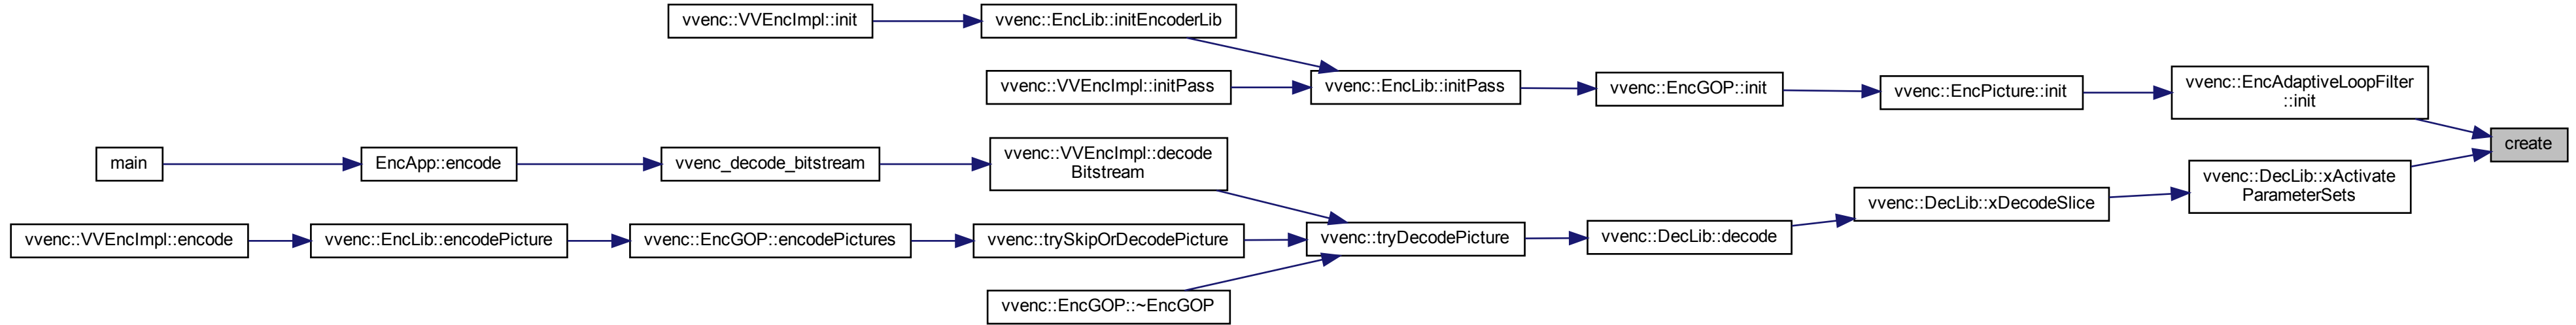 vvenc::VVEncImpl::init
vvenc::EncLib::initEncoderLib
vvenc::VVEncImpl::initPass
vvenc::EncLib::initPass
vvenc::EncGOP::init
vvenc::EncPicture::init
vvenc::EncAdaptiveLoopFilter
::init
create
main
EncApp::encode
vvenc_decode_bitstream
vvenc::VVEncImpl::decode
Bitstream
vvenc::DecLib::xActivate
ParameterSets
vvenc::DecLib::xDecodeSlice
vvenc::VVEncImpl::encode
vvenc::EncLib::encodePicture
vvenc::EncGOP::encodePictures
vvenc::trySkipOrDecodePicture
vvenc::tryDecodePicture
vvenc::DecLib::decode
vvenc::EncGOP::~EncGOP